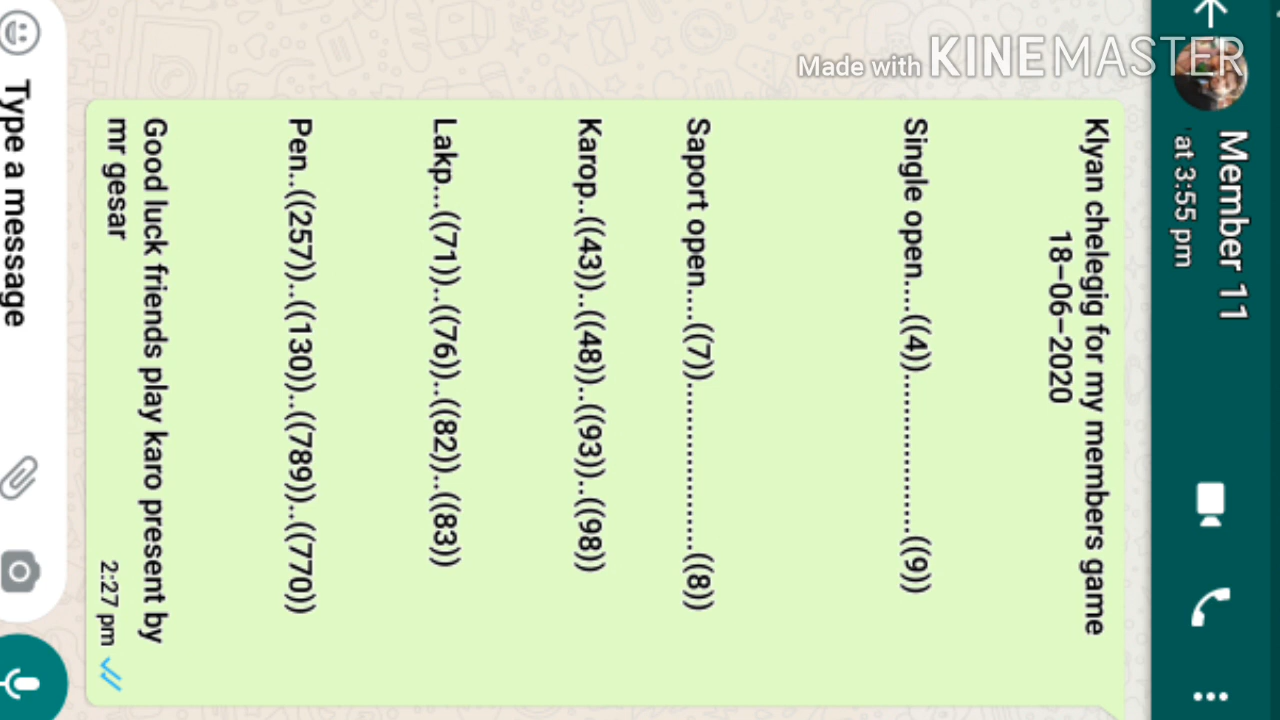 Made with KINEMASTER
Member 11
at 3:55 pm
Klyan chelegig for my members game
18-06-2020
Single open....((4))..................((9))
Saport open....((7))...................((8))
Karop..((43))..((48))..((93))..((98))
Lakp...((71))..((76))..((82))..((83))
Pen..((257))..((130))..((789))..((770))
Good luck friends play karo present by
mr gesar
2:27 pm
Type a message